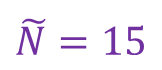 Ñ = 15